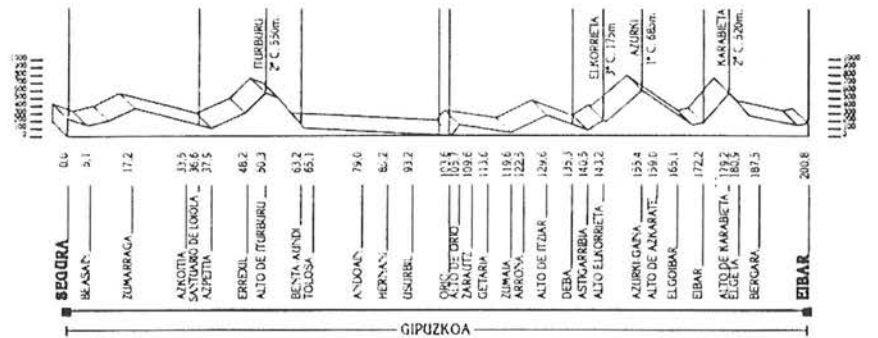 ITURBURU
2ª C. 550m.
ELKORRIETA
3ª C. 175m
AZURKI
1ª C. 685m.
KARABIETA
2ª C. 520m.
0.0
5.1
17.2
33.5
36.6
37.5
48.2
50.3
63.2
65.1
79.0
93.2
105.7
109.6
113.6
119.6
122.5
129.6
135.3
140.5
143.2
155.4
159.0
165.1
172.2
179.2
180.9
187.5
200.8
SEGURA
BEASAIN
ZUMARRAGA
AZKOITIA
SANTUARIO DE LOIOLA
AZPEITIA
ERREXIL
ALTO DE ITURBURU
BENTA AUNDI
TOLOSA
ANDOAIN
HERNANI
USURBIL
ORIO
ALTO DE ORIO
ZARAUTZ
GETARIA
ZUMAIA
ARRONA
ALTO DE ITZIAR
DEBA
ASTIGARRIBIA
ALTO ELKORRIETA
AZURKI GAINA
ALTO DE AZKARATE
ELGOIBAR
EIBAR
ALTO DE KARABIETA
ELGETA
BERGARA
EIBAR
GIPUZKOA